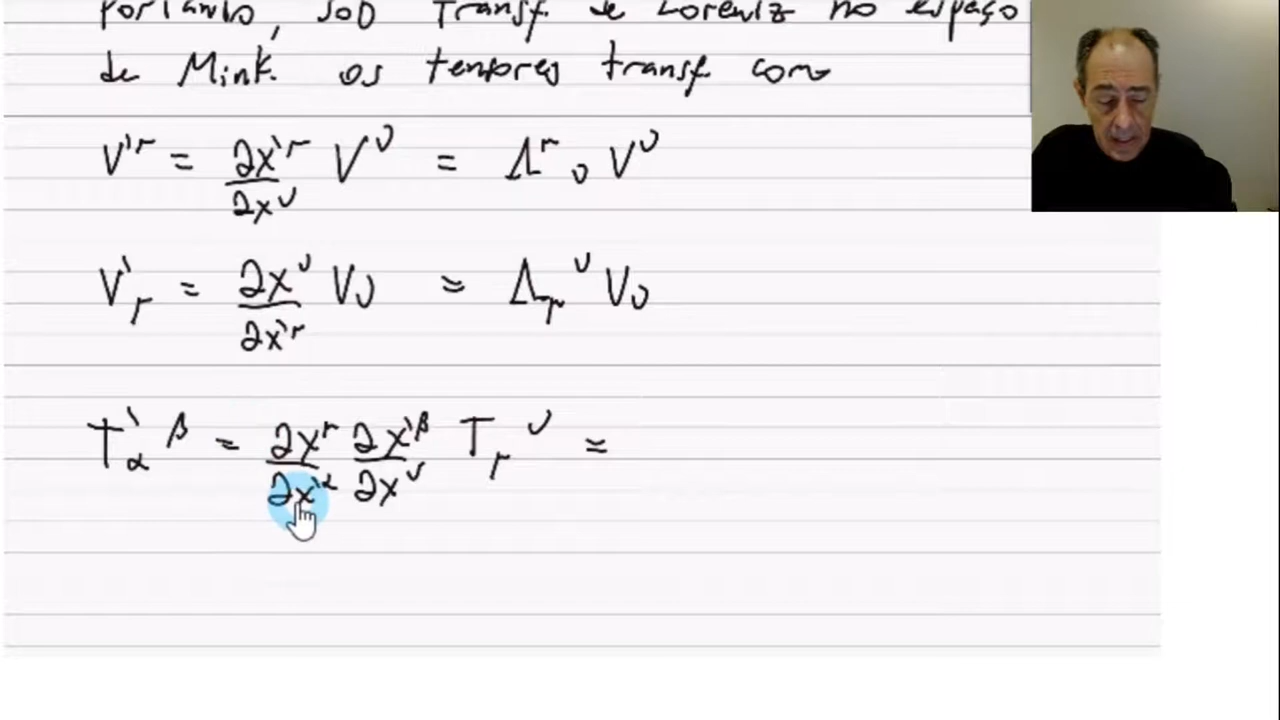 portanto, sob Transf. de Lorentz no espaço
de Mink. os tensores transf. como
V'^μ = ∂x'^μ/∂x^ν V^ν = Λ^μ_ν V^ν
V'_μ = ∂x^ν/∂x'^μ V_ν = Λ_μ^ν V_ν
T'_α^β = ∂x^μ/∂x'^α ∂x'^β/∂x^ν T_μ^ν =